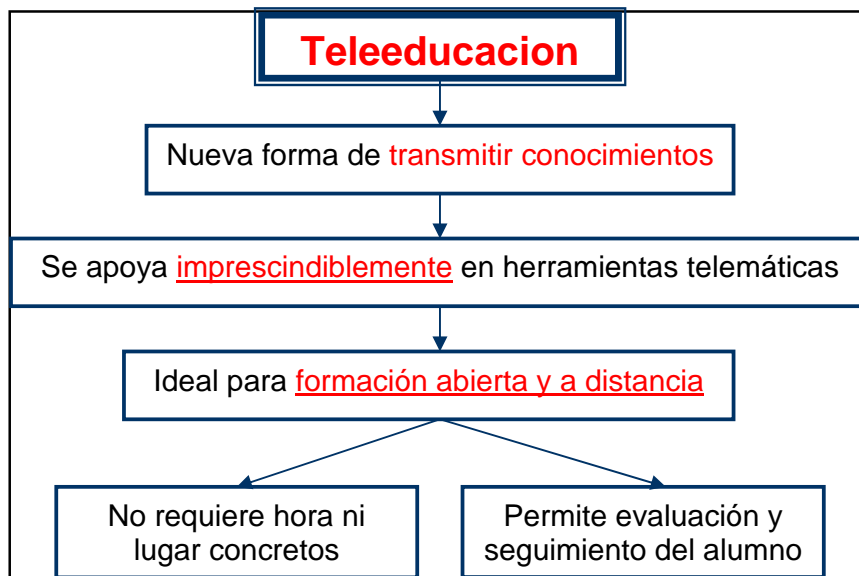 Teleeducacion
Nueva forma de transmitir conocimientos
Se apoya imprescindiblemente en herramientas telemáticas
Ideal para formación abierta y a distancia
No requiere hora ni
lugar concretos
Permite evaluación y
seguimiento del alumno